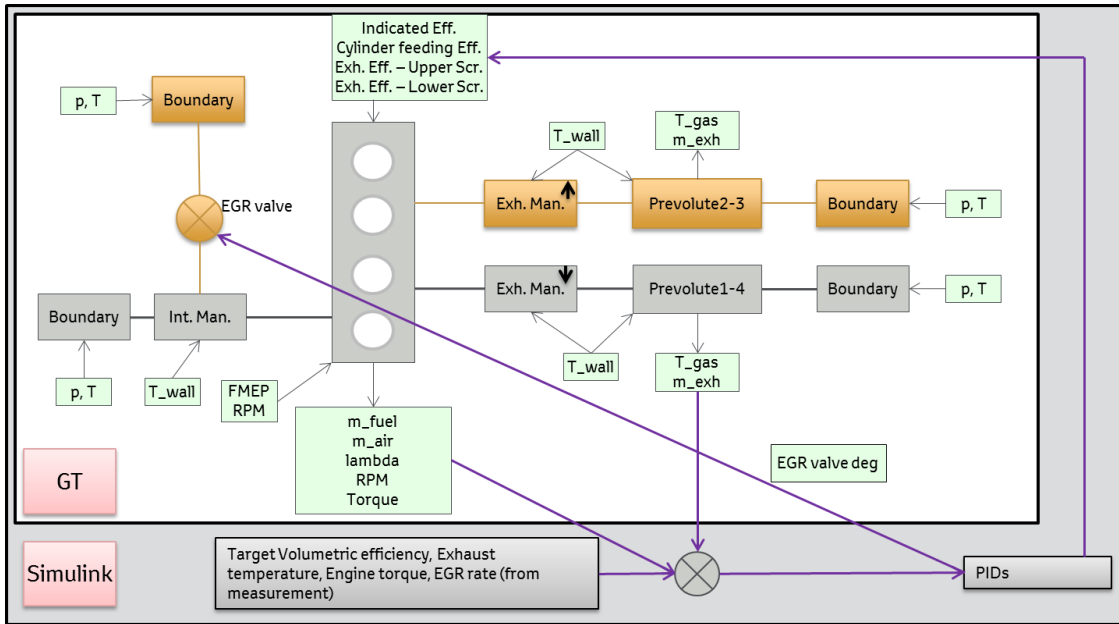 Indicated Eff.
Cylinder feeding Eff.
Exh. Eff. – Upper Scr.
Exh. Eff. – Lower Scr.
p, T
Boundary
T_wall
T_gas
m_exh
EGR valve
Exh. Man.
Prevolute2-3
Boundary
p, T
Boundary
Int. Man.
Exh. Man.
Prevolute1-4
Boundary
p, T
p, T
T_wall
FMEP
RPM
T_wall
T_gas
m_exh
m_fuel
m_air
lambda
RPM
Torque
EGR valve deg
GT
Simulink
Target Volumetric efficiency, Exhaust
temperature, Engine torque, EGR rate (from
measurement)
PIDs